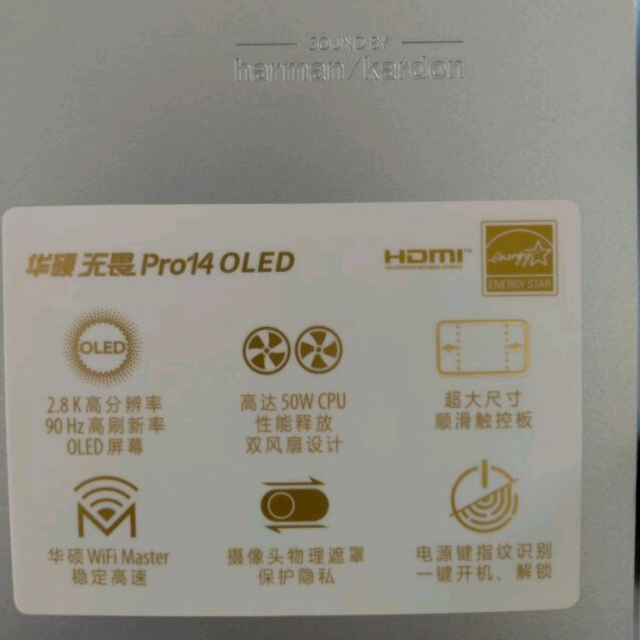 SOUND BY
harman/kardon
华硕 无畏 Pro14 OLED
HDMI
energy
ENERGY STAR
OLED
2.8 K 高分辨率
90 Hz 高刷新率
OLED 屏幕
高达 50W CPU
性能释放
双风扇设计
超大尺寸
顺滑触控板
华硕 WiFi Master
稳定高速
摄像头物理遮罩
保护隐私
电源键指纹识别
一键开机、解锁